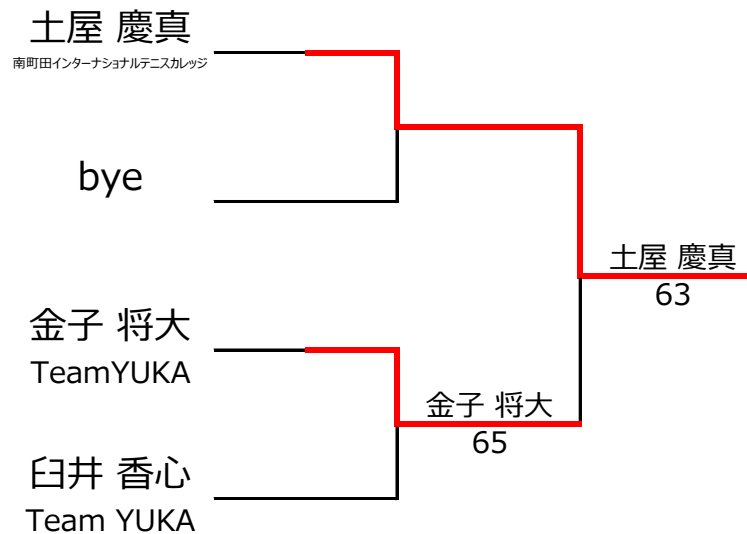 土屋 慶真
南町田インターナショナルテニスカレッジ
bye
土屋 慶真
63
金子 将大
TeamYUKA
金子 将大
65
臼井 香心
Team YUKA